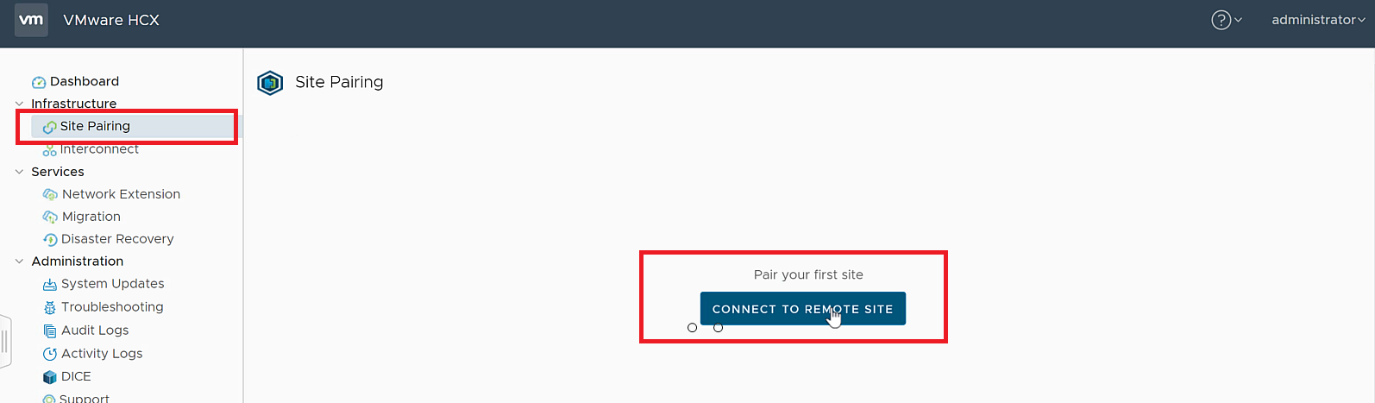 vm VMware HCX administrator
Dashboard
Infrastructure
Site Pairing
Interconnect
Services
Network Extension
Migration
Disaster Recovery
Administration
System Updates
Troubleshooting
Audit Logs
Activity Logs
DICE
Support
Site Pairing
Pair your first site
CONNECT TO REMOTE SITE